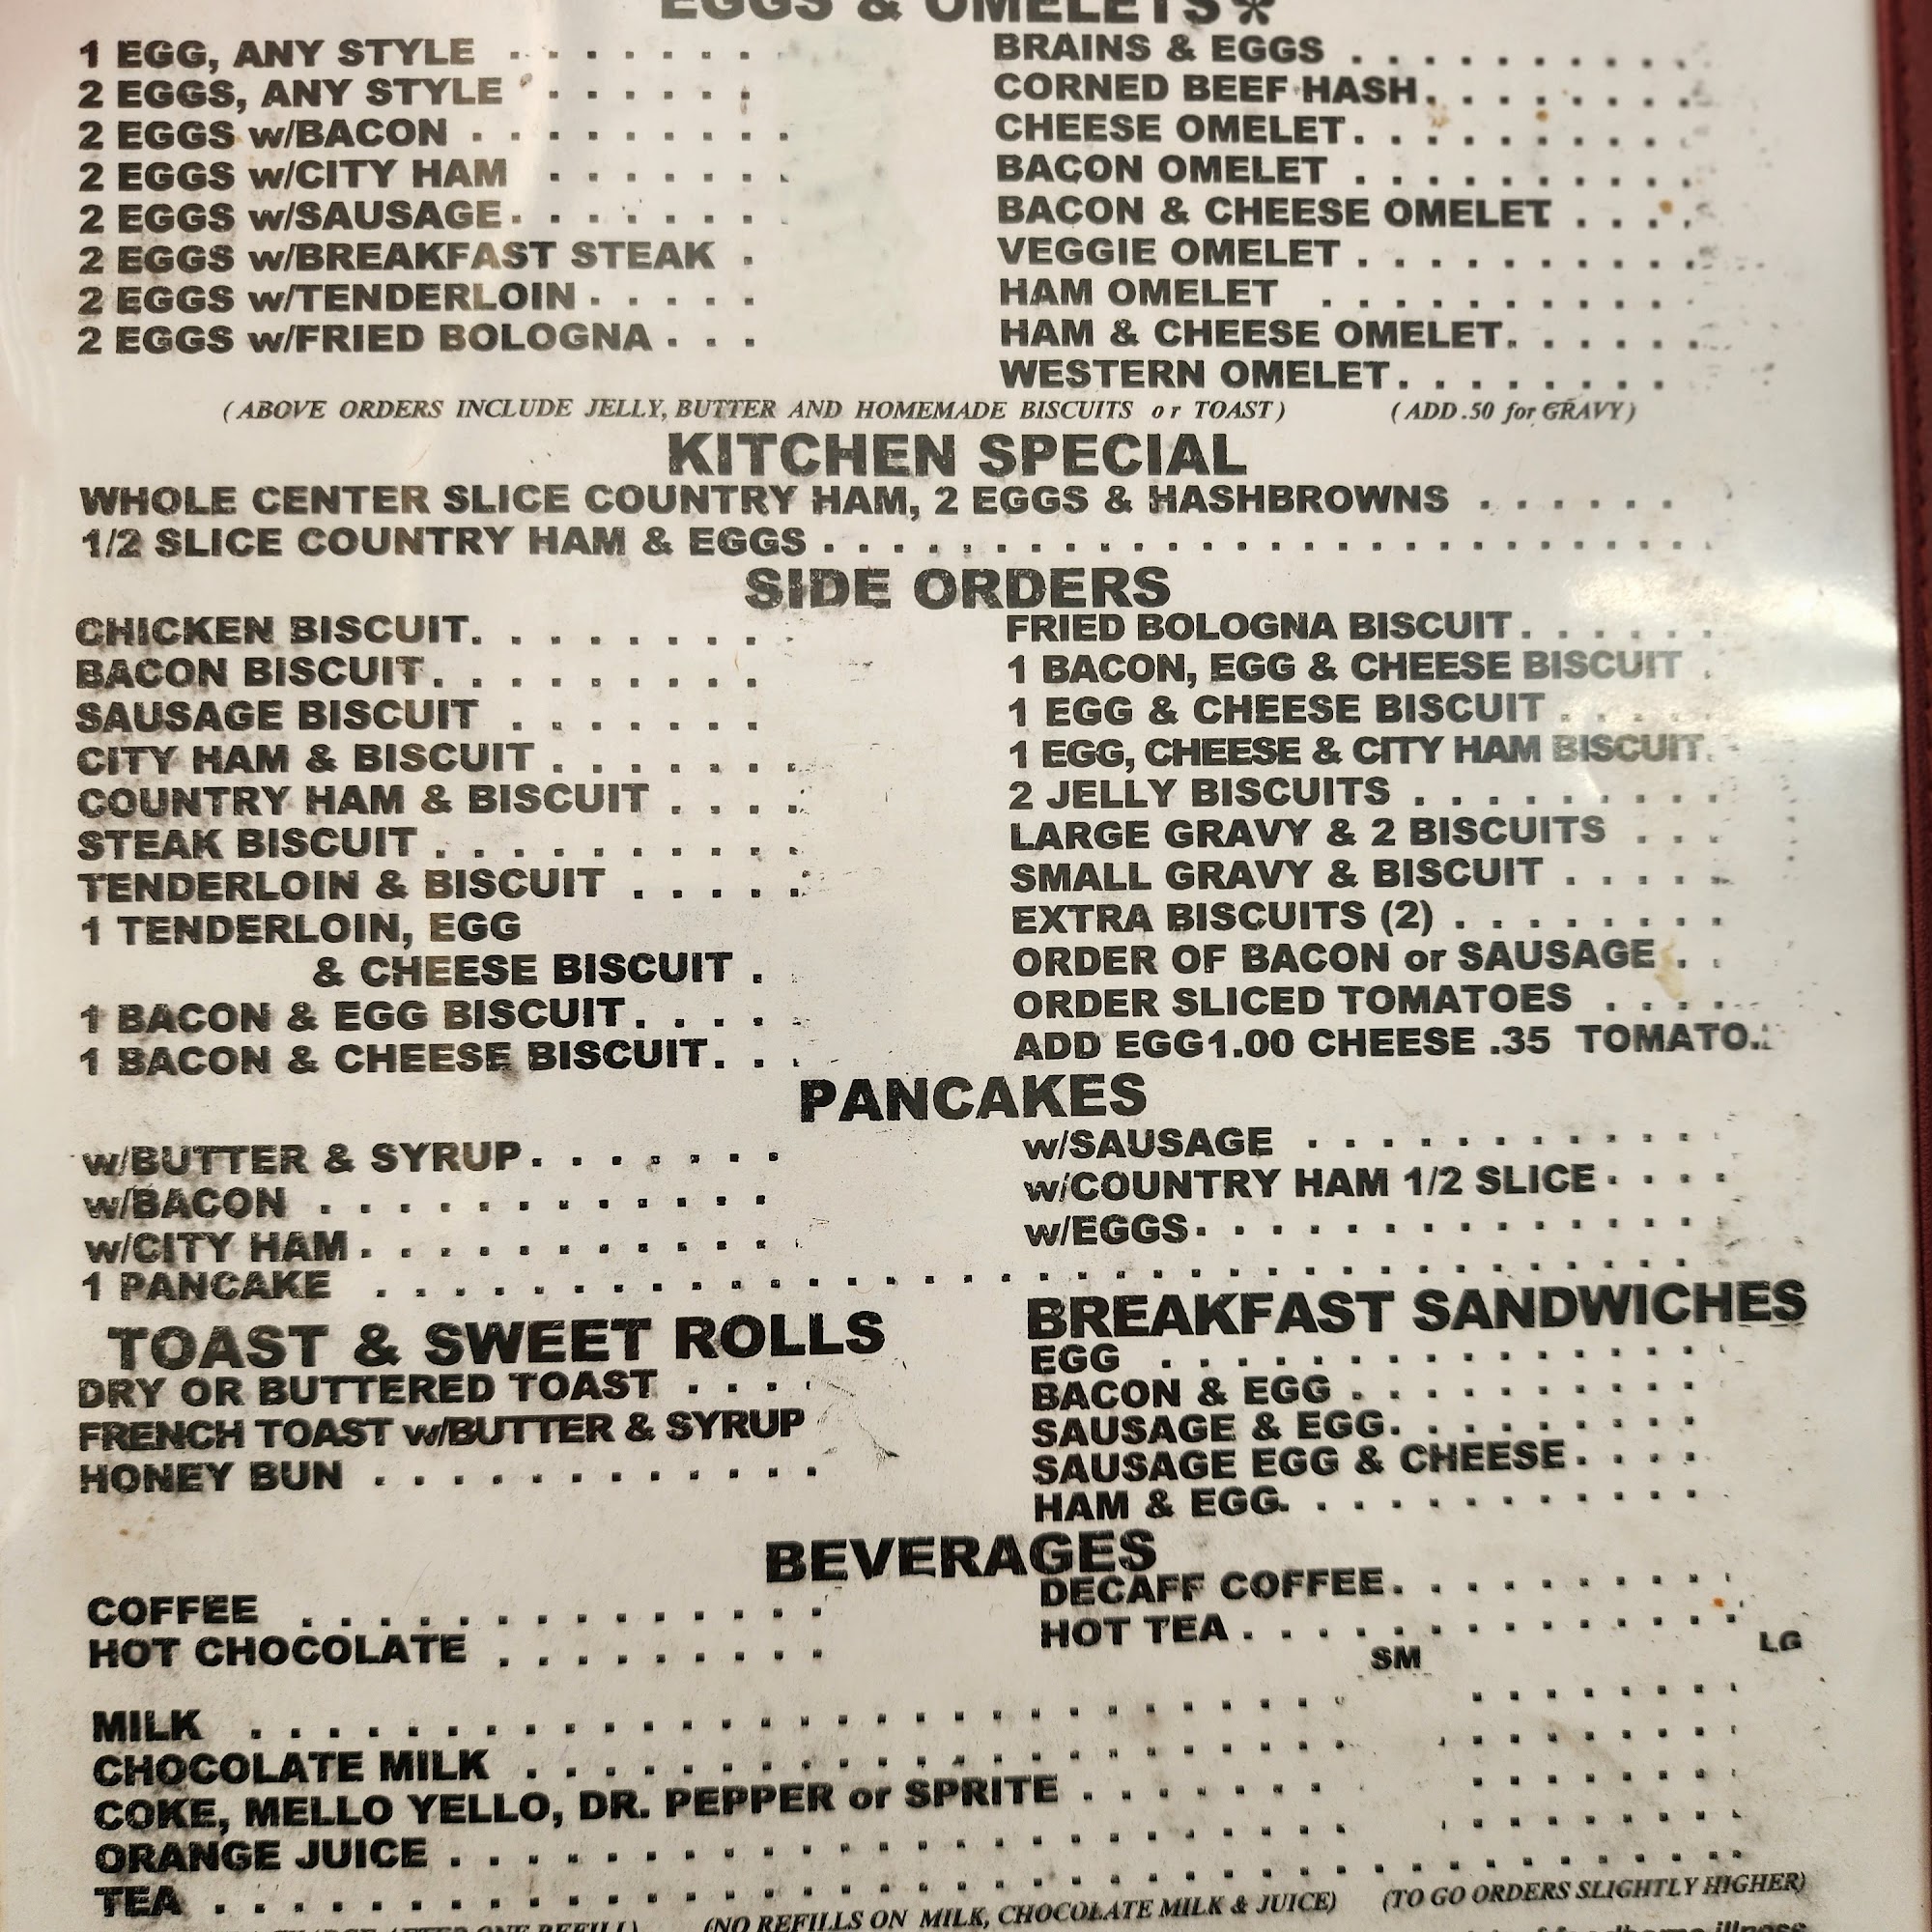 EGGS & OMELETS*
1 EGG, ANY STYLE
2 EGGS, ANY STYLE
2 EGGS w/BACON
2 EGGS w/CITY HAM
2 EGGS w/SAUSAGE
2 EGGS w/BREAKFAST STEAK
2 EGGS w/TENDERLOIN
2 EGGS w/FRIED BOLOGNA
BRAINS & EGGS
CORNED BEEF HASH
CHEESE OMELET
BACON OMELET
BACON & CHEESE OMELET
VEGGIE OMELET
HAM OMELET
HAM & CHEESE OMELET
WESTERN OMELET
(ABOVE ORDERS INCLUDE JELLY, BUTTER AND HOMEMADE BISCUITS or TOAST) (ADD .50 for GRAVY)
KITCHEN SPECIAL
WHOLE CENTER SLICE COUNTRY HAM, 2 EGGS & HASHBROWNS
1/2 SLICE COUNTRY HAM & EGGS
SIDE ORDERS
CHICKEN BISCUIT
BACON BISCUIT
SAUSAGE BISCUIT
CITY HAM & BISCUIT
COUNTRY HAM & BISCUIT
STEAK BISCUIT
TENDERLOIN & BISCUIT
1 TENDERLOIN, EGG
& CHEESE BISCUIT
1 BACON & EGG BISCUIT
1 BACON & CHEESE BISCUIT
FRIED BOLOGNA BISCUIT
1 BACON, EGG & CHEESE BISCUIT
1 EGG & CHEESE BISCUIT
1 EGG, CHEESE & CITY HAM BISCUIT
2 JELLY BISCUITS
LARGE GRAVY & 2 BISCUITS
SMALL GRAVY & BISCUIT
EXTRA BISCUITS (2)
ORDER OF BACON or SAUSAGE
ORDER SLICED TOMATOES
ADD EGG1.00 CHEESE .35 TOMATO
PANCAKES
w/BUTTER & SYRUP
w/BACON
w/CITY HAM
1 PANCAKE
w/SAUSAGE
w/COUNTRY HAM 1/2 SLICE
w/EGGS
TOAST & SWEET ROLLS
DRY OR BUTTERED TOAST
FRENCH TOAST w/BUTTER & SYRUP
HONEY BUN
BREAKFAST SANDWICHES
EGG
BACON & EGG
SAUSAGE & EGG
SAUSAGE EGG & CHEESE
HAM & EGG
BEVERAGES
COFFEE
HOT CHOCOLATE
DECAFF COFFEE
HOT TEA
SM LG
MILK
CHOCOLATE MILK
COKE, MELLO YELLO, DR. PEPPER or SPRITE
ORANGE JUICE
TEA
AFTER ONE REFILL) (NO REFILLS ON MILK, CHOCOLATE MILK & JUICE) (TO GO ORDERS SLIGHTLY HIGHER)
illness